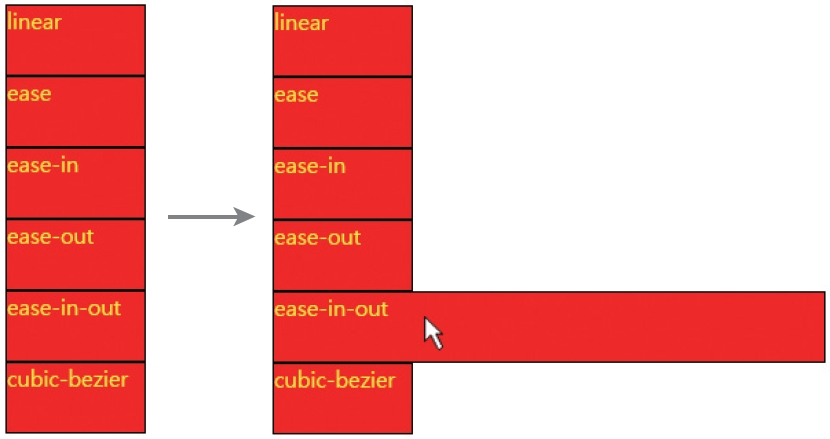 linear
ease
ease-in
ease-out
ease-in-out
cubic-bezier
linear
ease
ease-in
ease-out
ease-in-out
cubic-bezier